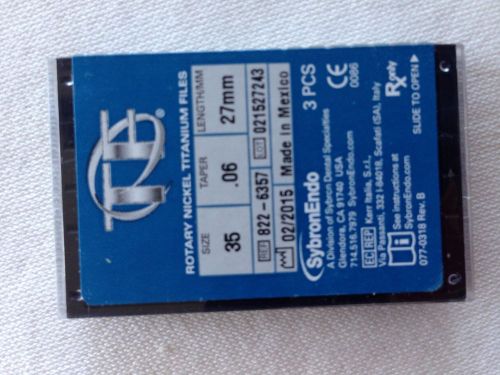 TF
®
ROTARY NICKEL TITANIUM FILES
SIZE TAPER LENGTH/MM
35 .06 27mm
REF 822-6357 LOT 021527243
02/2015 Made in Mexico
SybronEndo 3 PCS
A Division of Sybron Dental Specialties
Glendora, CA 91740 USA
714.516.7979 SybronEndo.com
CE
0086
EC REP Kerr Italia, S.r.l.,
Via Passanti, 332 I-84018, Scafati (SA), Italy
i See instructions at
SybronEndo.com
Rx only
077-0318 Rev. B
SLIDE TO OPEN